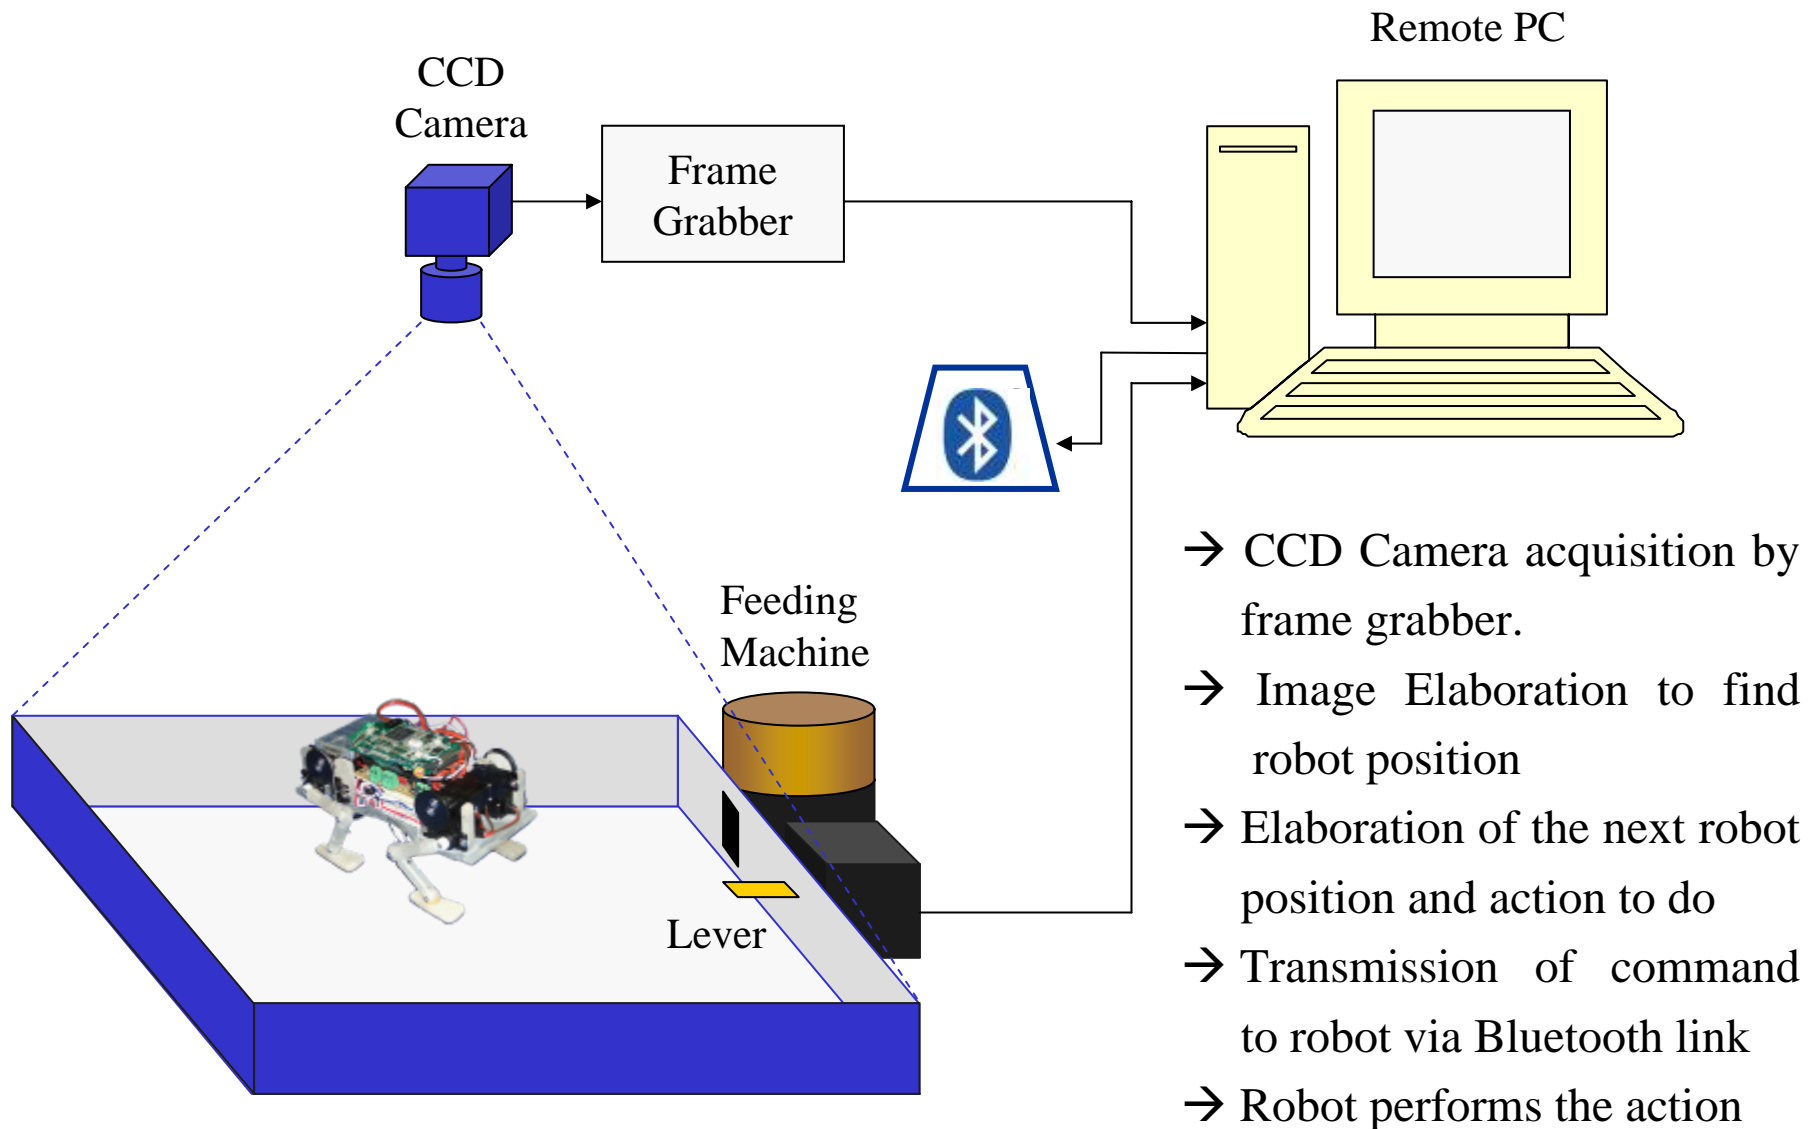 Remote PC
CCD
Camera
Frame
Grabber
Feeding
Machine
Lever
→ CCD Camera acquisition by
frame grabber.
→ Image Elaboration to find
robot position
→ Elaboration of the next robot
position and action to do
→ Transmission of command
to robot via Bluetooth link
→ Robot performs the action